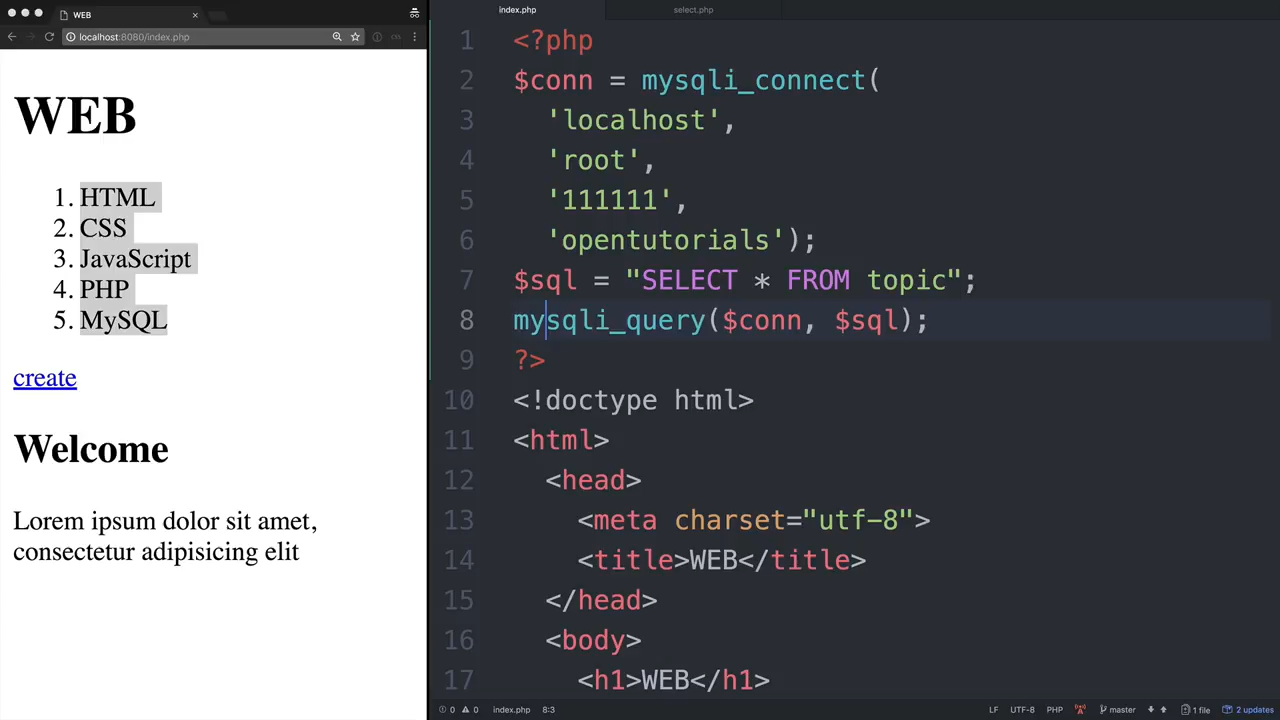 WEB
localhost:8080/index.php
WEB
1. HTML
2. CSS
3. JavaScript
4. PHP
5. MySQL
create
Welcome
Lorem ipsum dolor sit amet,
consectetur adipisicing elit
index.php
select.php
1 <?php
2 $conn = mysqli_connect(
3 'localhost',
4 'root',
5 '111111',
6 'opentutorials');
7 $sql = "SELECT * FROM topic";
8 mysqli_query($conn, $sql);
9 ?>
10 <!doctype html>
11 <html>
12 <head>
13 <meta charset="utf-8">
14 <title>WEB</title>
15 </head>
16 <body>
17 <h1>WEB</h1>
0 0 index.php 8:3
LF UTF-8 PHP master 1 file 2 updates